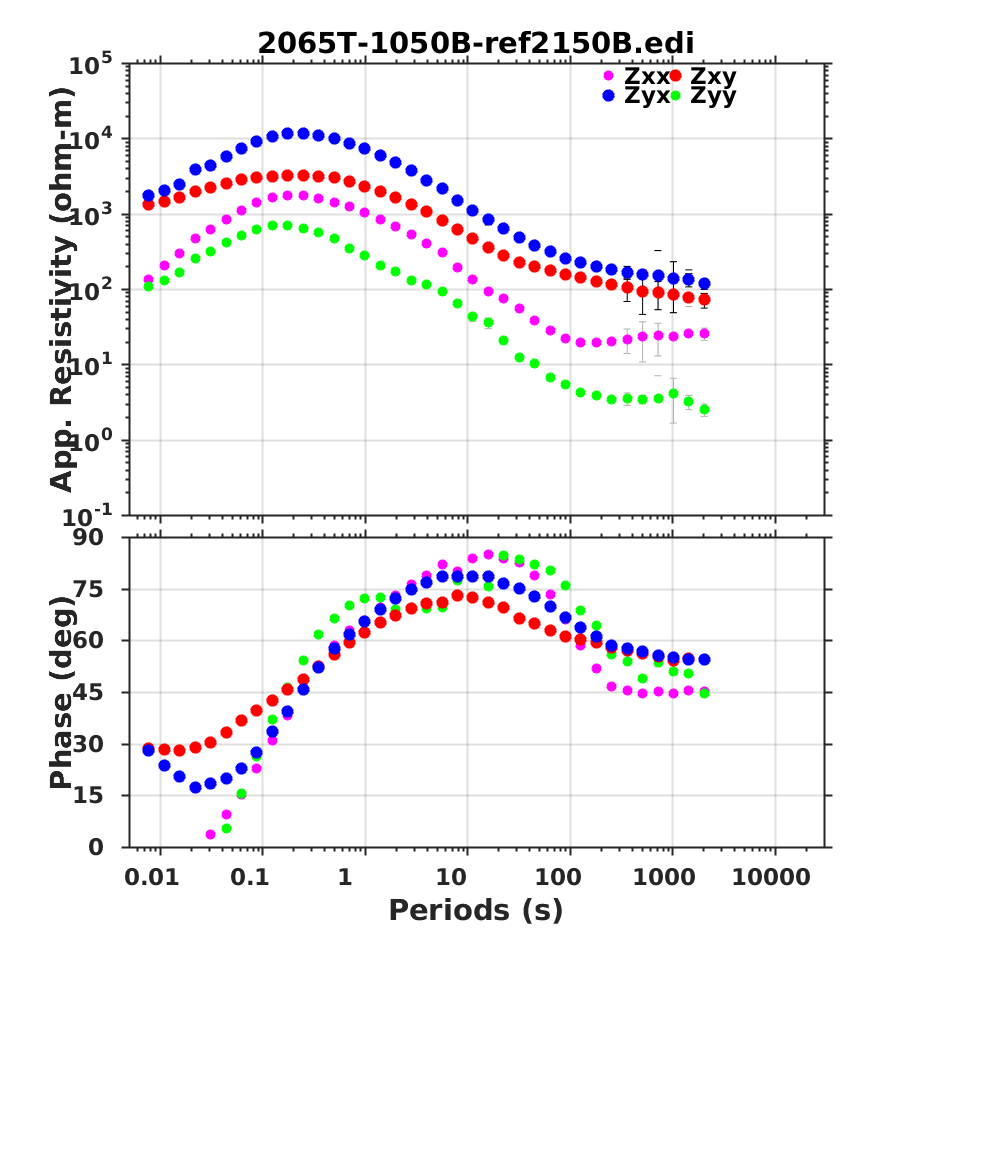 2065T-1050B-ref2150B.edi
Zxx Zxy
Zyx Zyy
App. Resistivity (ohm-m)
10^5
10^4
10^3
10^2
10^1
10^0
10^-1
Phase (deg)
90
75
60
45
30
15
0
0.01 0.1 1 10 100 1000 10000
Periods (s)